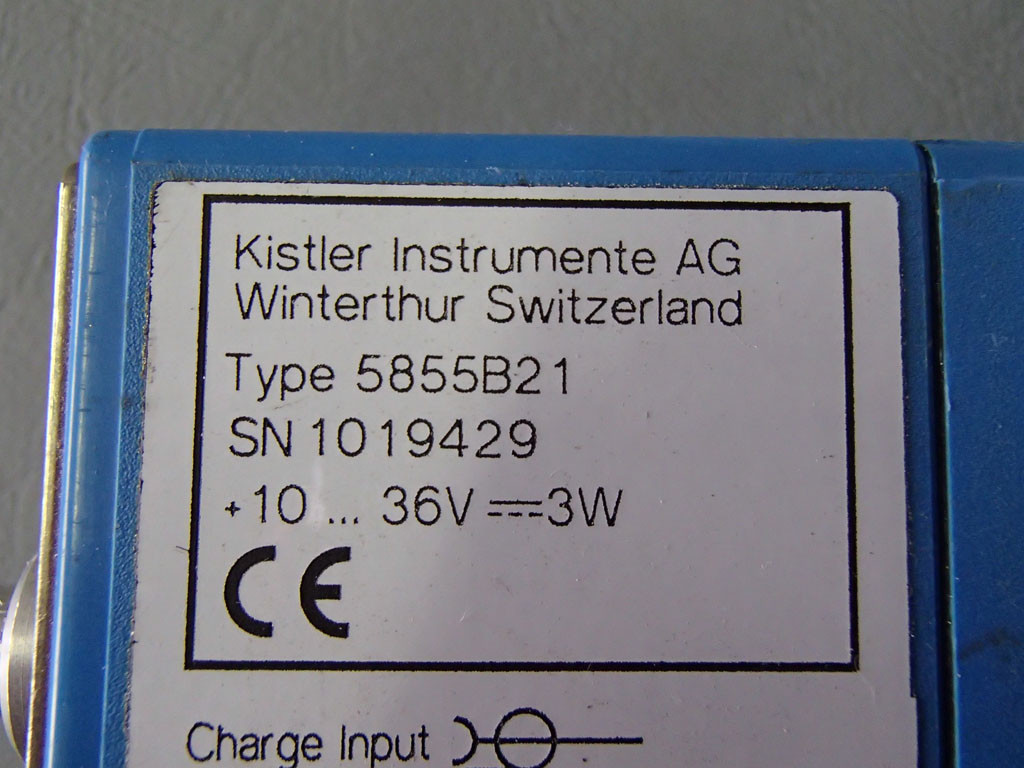 Kistler Instrumente AG
Winterthur Switzerland
Type 5855B21
SN 1019429
+10 ... 36V ⎓3W
CE
Charge Input